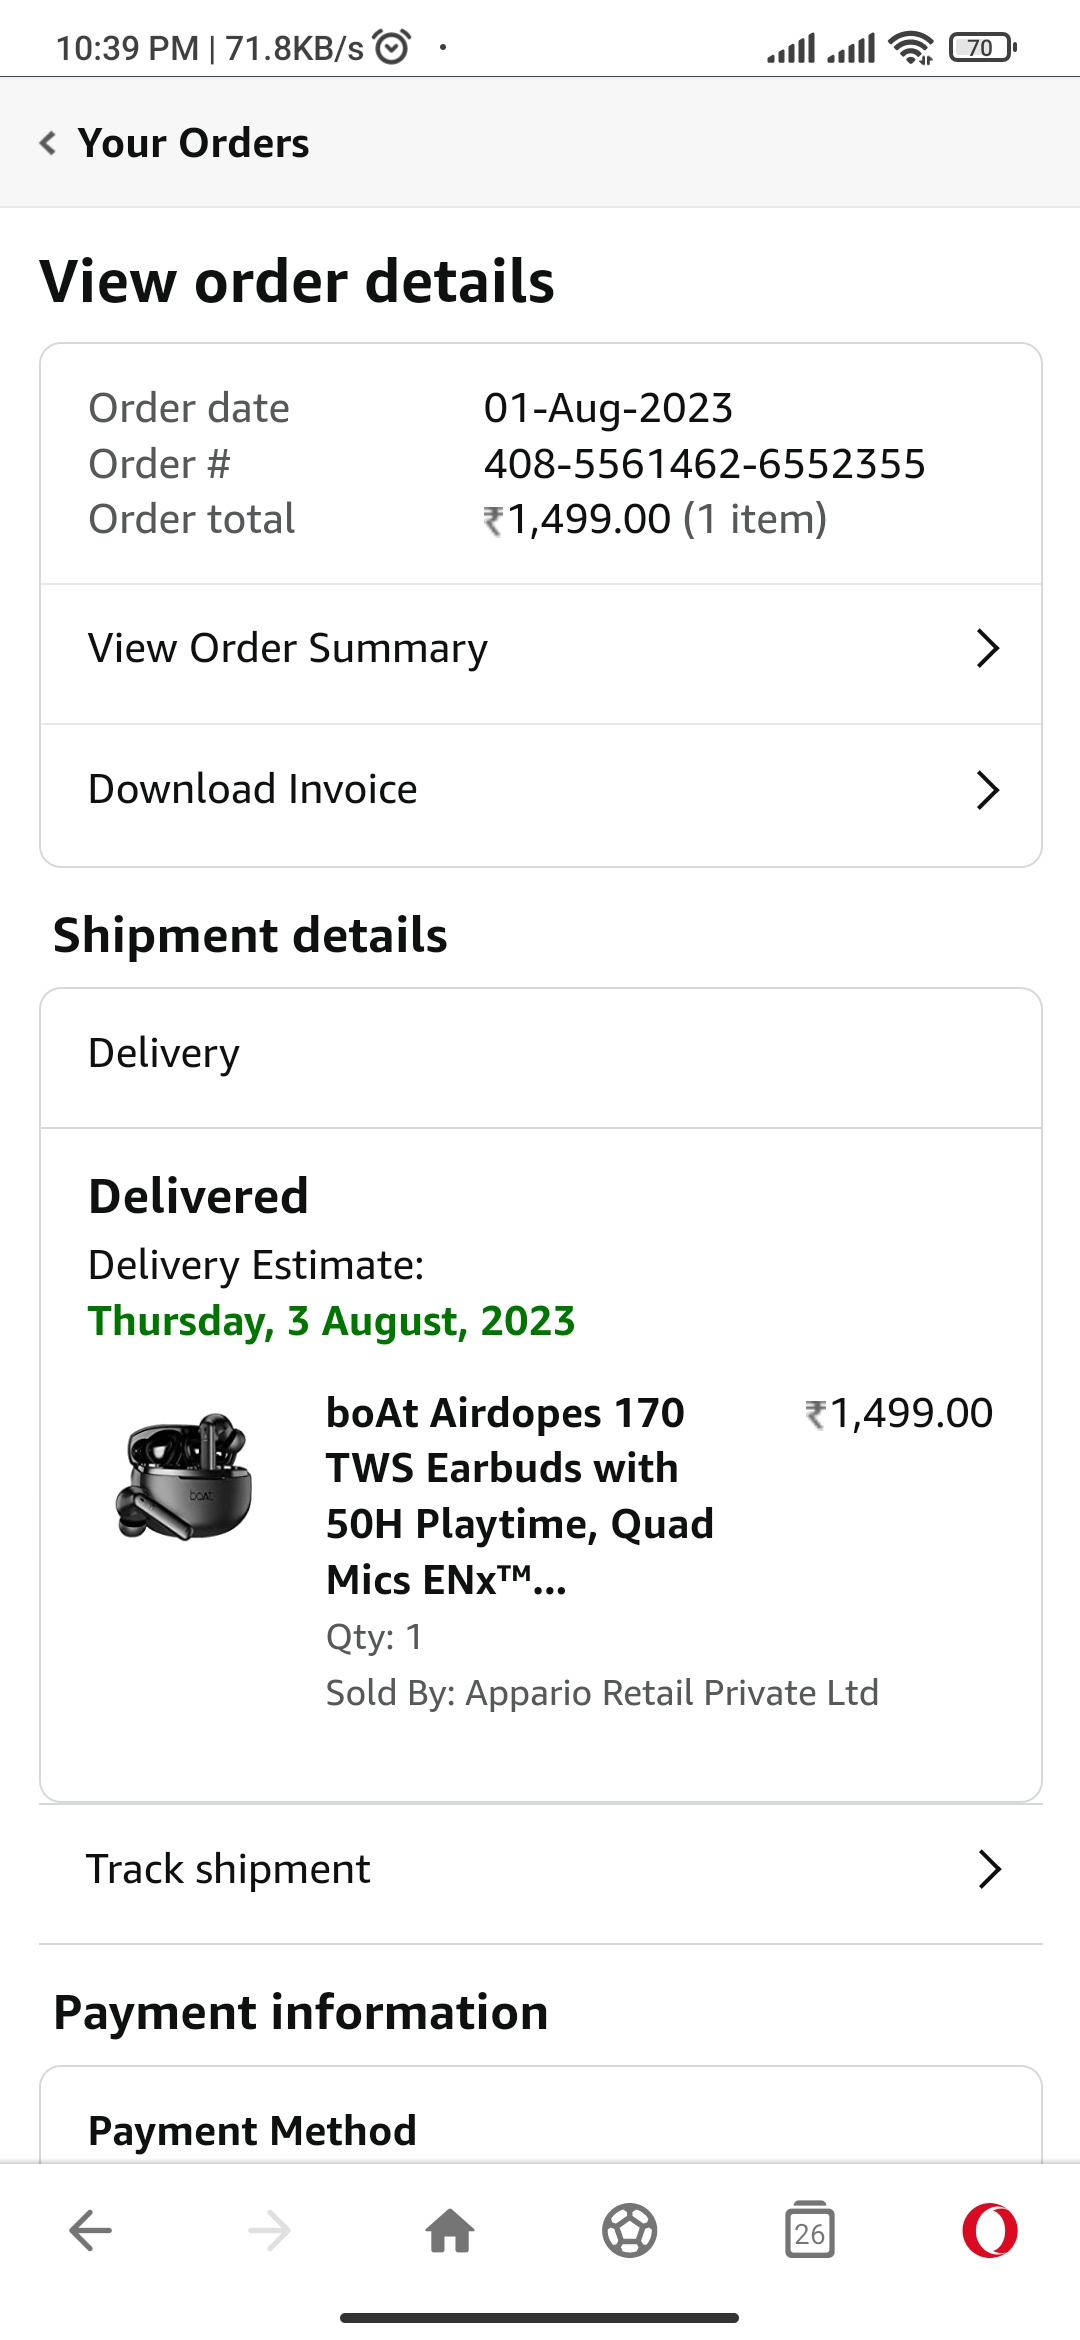 10:39 PM | 71.8KB/s
70
Your Orders
View order details
Order date 01-Aug-2023
Order # 408-5561462-6552355
Order total ₹1,499.00 (1 item)
View Order Summary
Download Invoice
Shipment details
Delivery
Delivered
Delivery Estimate:
Thursday, 3 August, 2023
boAt Airdopes 170 ₹1,499.00
TWS Earbuds with
50H Playtime, Quad
Mics ENx™...
boAt
Qty: 1
Sold By: Appario Retail Private Ltd
Track shipment
Payment information
Payment Method
26